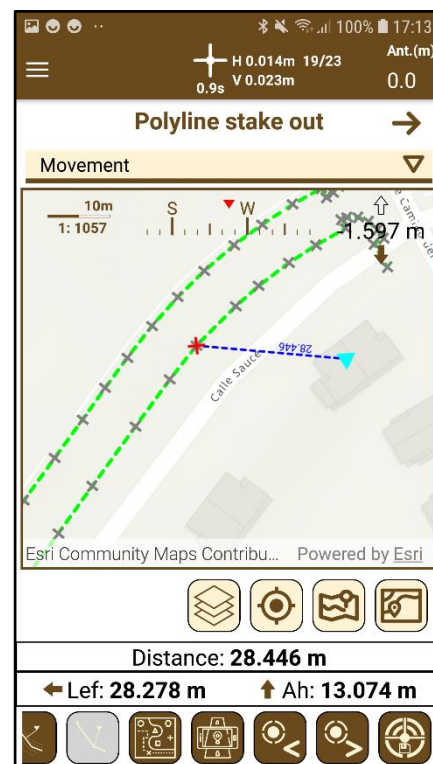 100% 17:13
H 0.014m 19/23
V 0.023m
0.9s
Ant.(m)
0.0
Polyline stake out
Movement
10m
1: 1057
S W
-1.597 m
28.446
Calle Sauce
Esri Community Maps Contribu... Powered by Esri
Distance: 28.446 m
Lef: 28.278 m Ah: 13.074 m